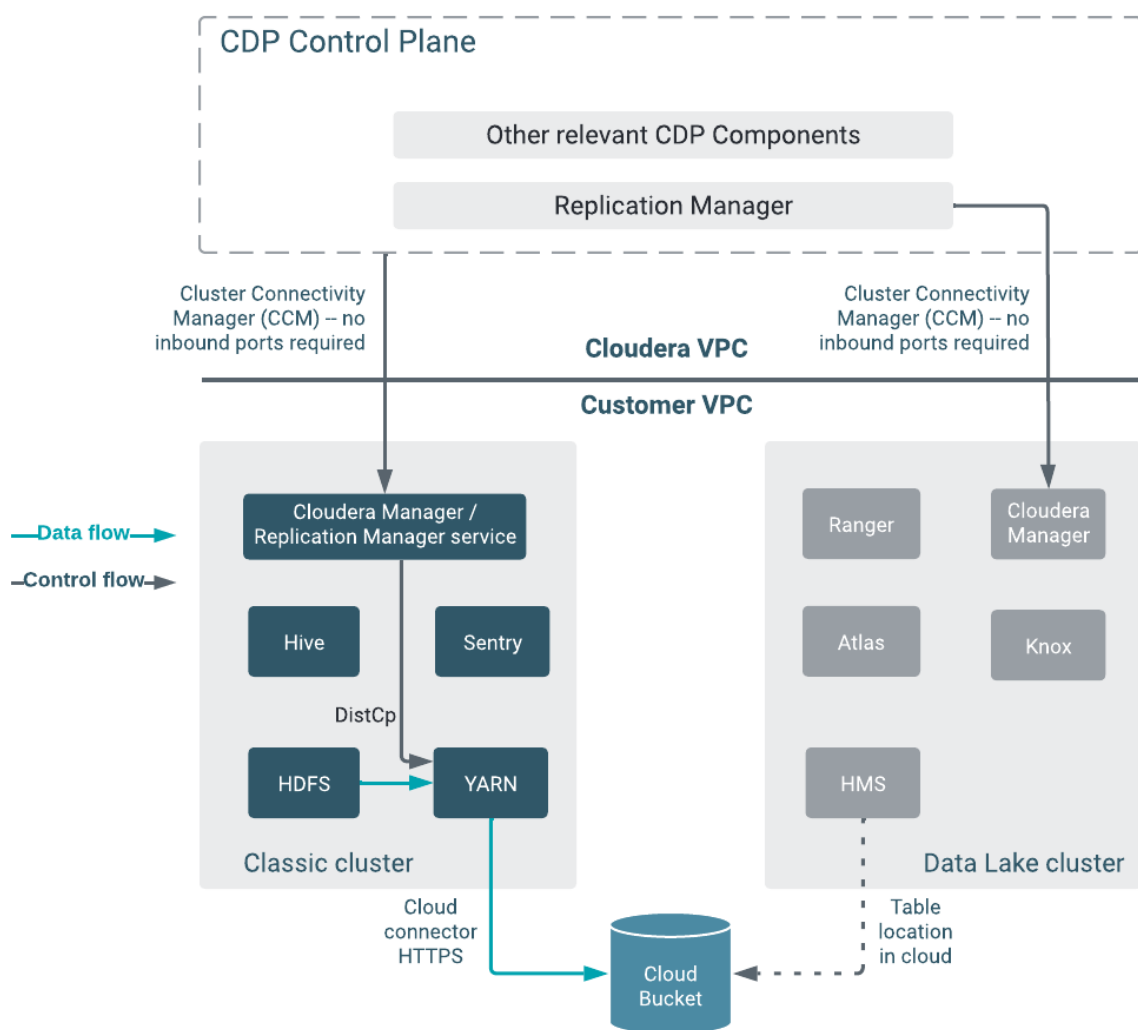 CDP Control Plane
Other relevant CDP Components
Replication Manager
Cluster Connectivity
Manager (CCM) -- no
inbound ports required
Cluster Connectivity
Manager (CCM) -- no
inbound ports required
Cloudera VPC
Customer VPC
Data flow
Control flow
Cloudera Manager /
Replication Manager service
Hive
Sentry
DistCp
HDFS
YARN
Classic cluster
Ranger
Cloudera
Manager
Atlas
Knox
HMS
Data Lake cluster
Cloud
connector
HTTPS
Cloud
Bucket
Table
location
in cloud